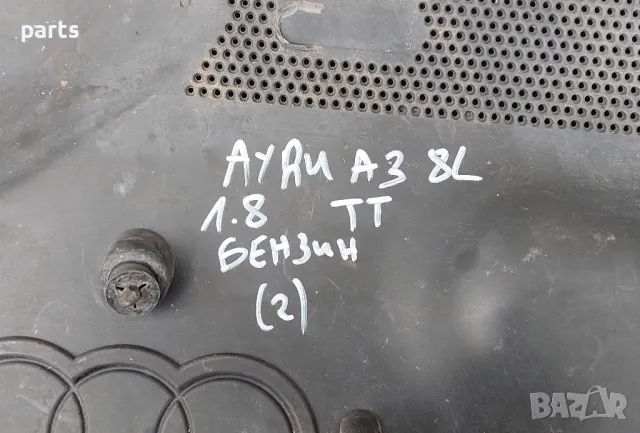 parts
АУДИ А3 8L
1.8 TT
БЕНЗИН
(2)
BAZAR